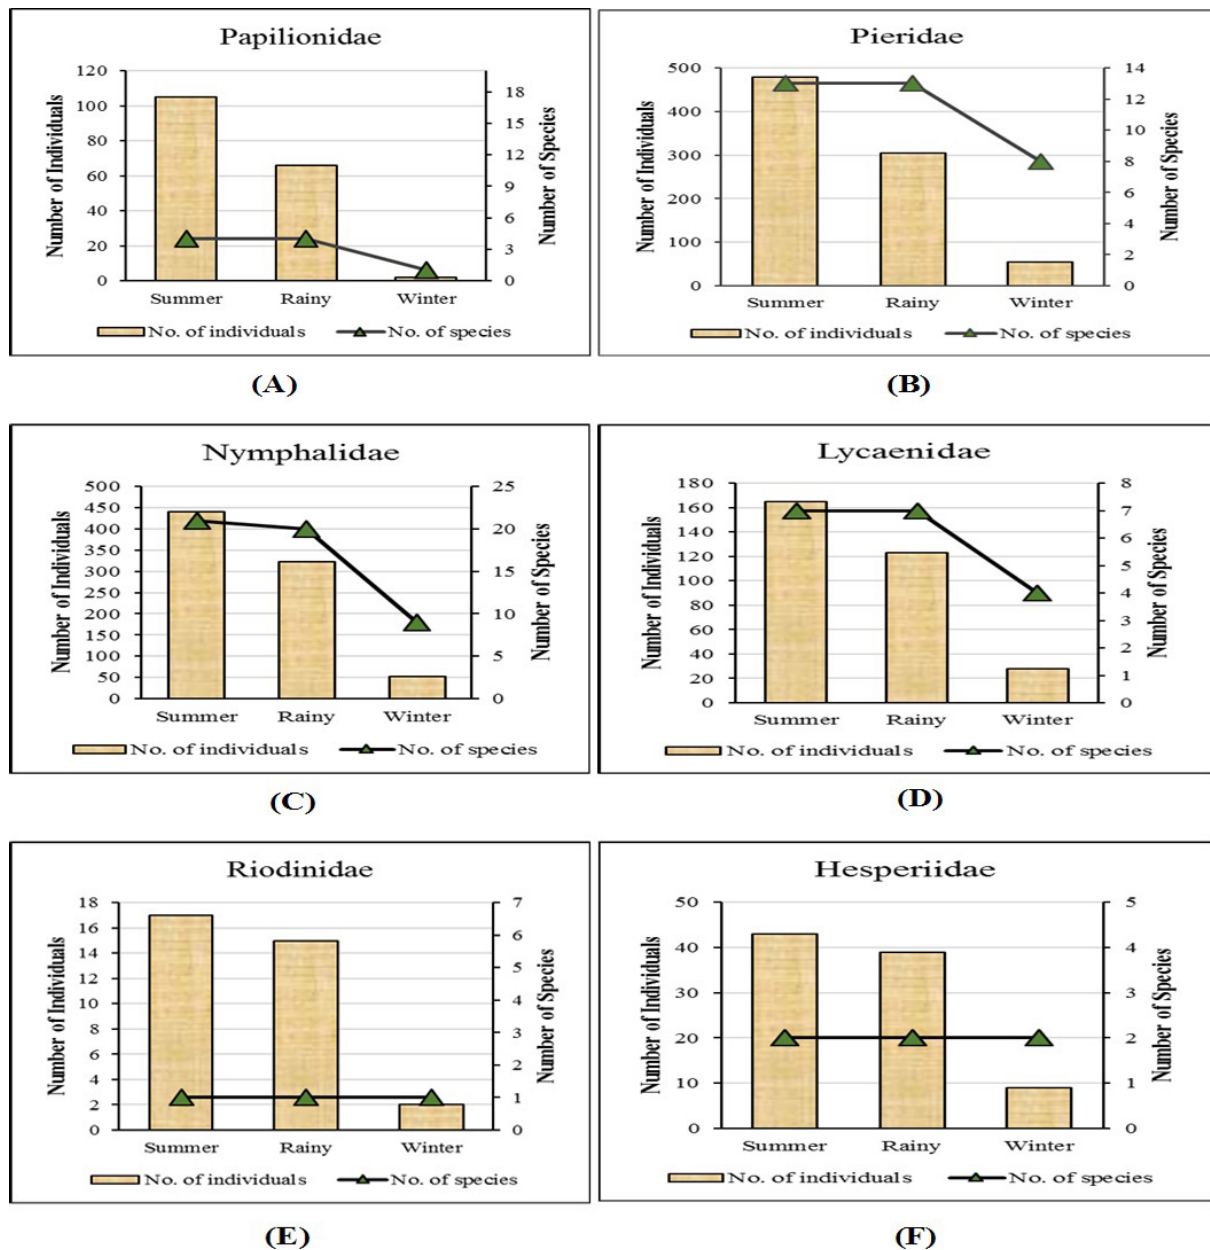 Papilionidae
Number of Individuals
120
100
80
60
40
20
0
18
15
12
9
6
3
0
Number of Species
Summer Rainy Winter
No. of individuals No. of species
(A)
Pieridae
Number of Individuals
500
400
300
200
100
0
14
12
10
8
6
4
2
0
Number of Species
Summer Rainy Winter
No. of individuals No. of species
(B)
Nymphalidae
Number of Individuals
500
450
400
350
300
250
200
150
100
50
0
25
20
15
10
5
0
Number of Species
Summer Rainy Winter
No. of individuals No. of species
(C)
Lycaenidae
Number of Individuals
180
160
140
120
100
80
60
40
20
0
8
7
6
5
4
3
2
1
0
Number of Species
Summer Rainy Winter
No. of individuals No. of species
(D)
Riodinidae
Number of Individuals
18
16
14
12
10
8
6
4
2
0
7
6
5
4
3
2
1
0
Number of Species
Summer Rainy Winter
No. of individuals No. of species
(E)
Hesperiidae
Number of Individuals
50
40
30
20
10
0
5
4
3
2
1
0
Number of Species
Summer Rainy Winter
No. of individuals No. of species
(F)